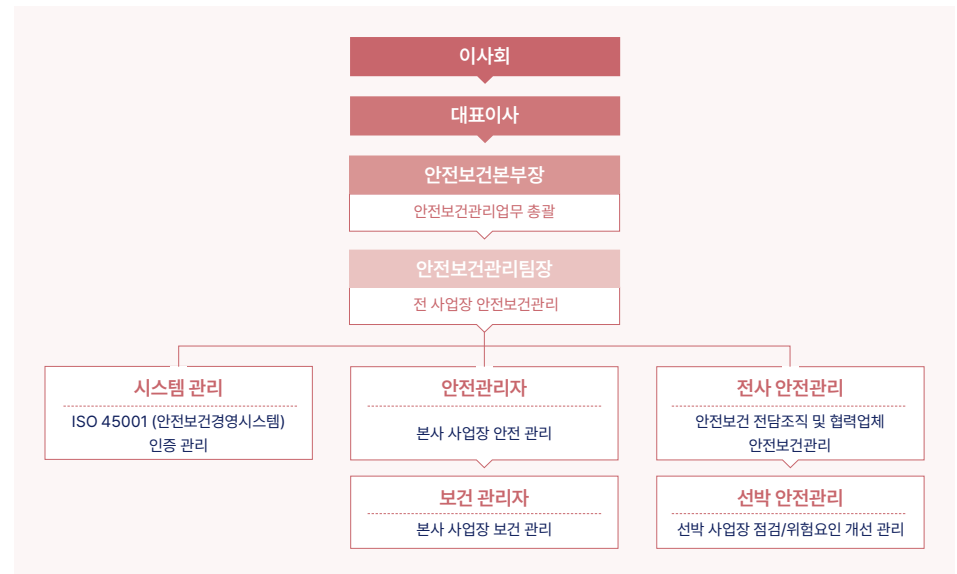 이사회
대표이사
안전보건본부장
안전보건관리업무 총괄
안전보건관리팀장
전 사업장 안전보건관리
시스템 관리
ISO 45001 (안전보건경영시스템)
인증 관리
안전관리자
본사 사업장 안전 관리
보건 관리자
본사 사업장 보건 관리
전사 안전관리
안전보건 전담조직 및 협력업체
안전보건관리
선박 안전관리
선박 사업장 점검/위험요인 개선 관리